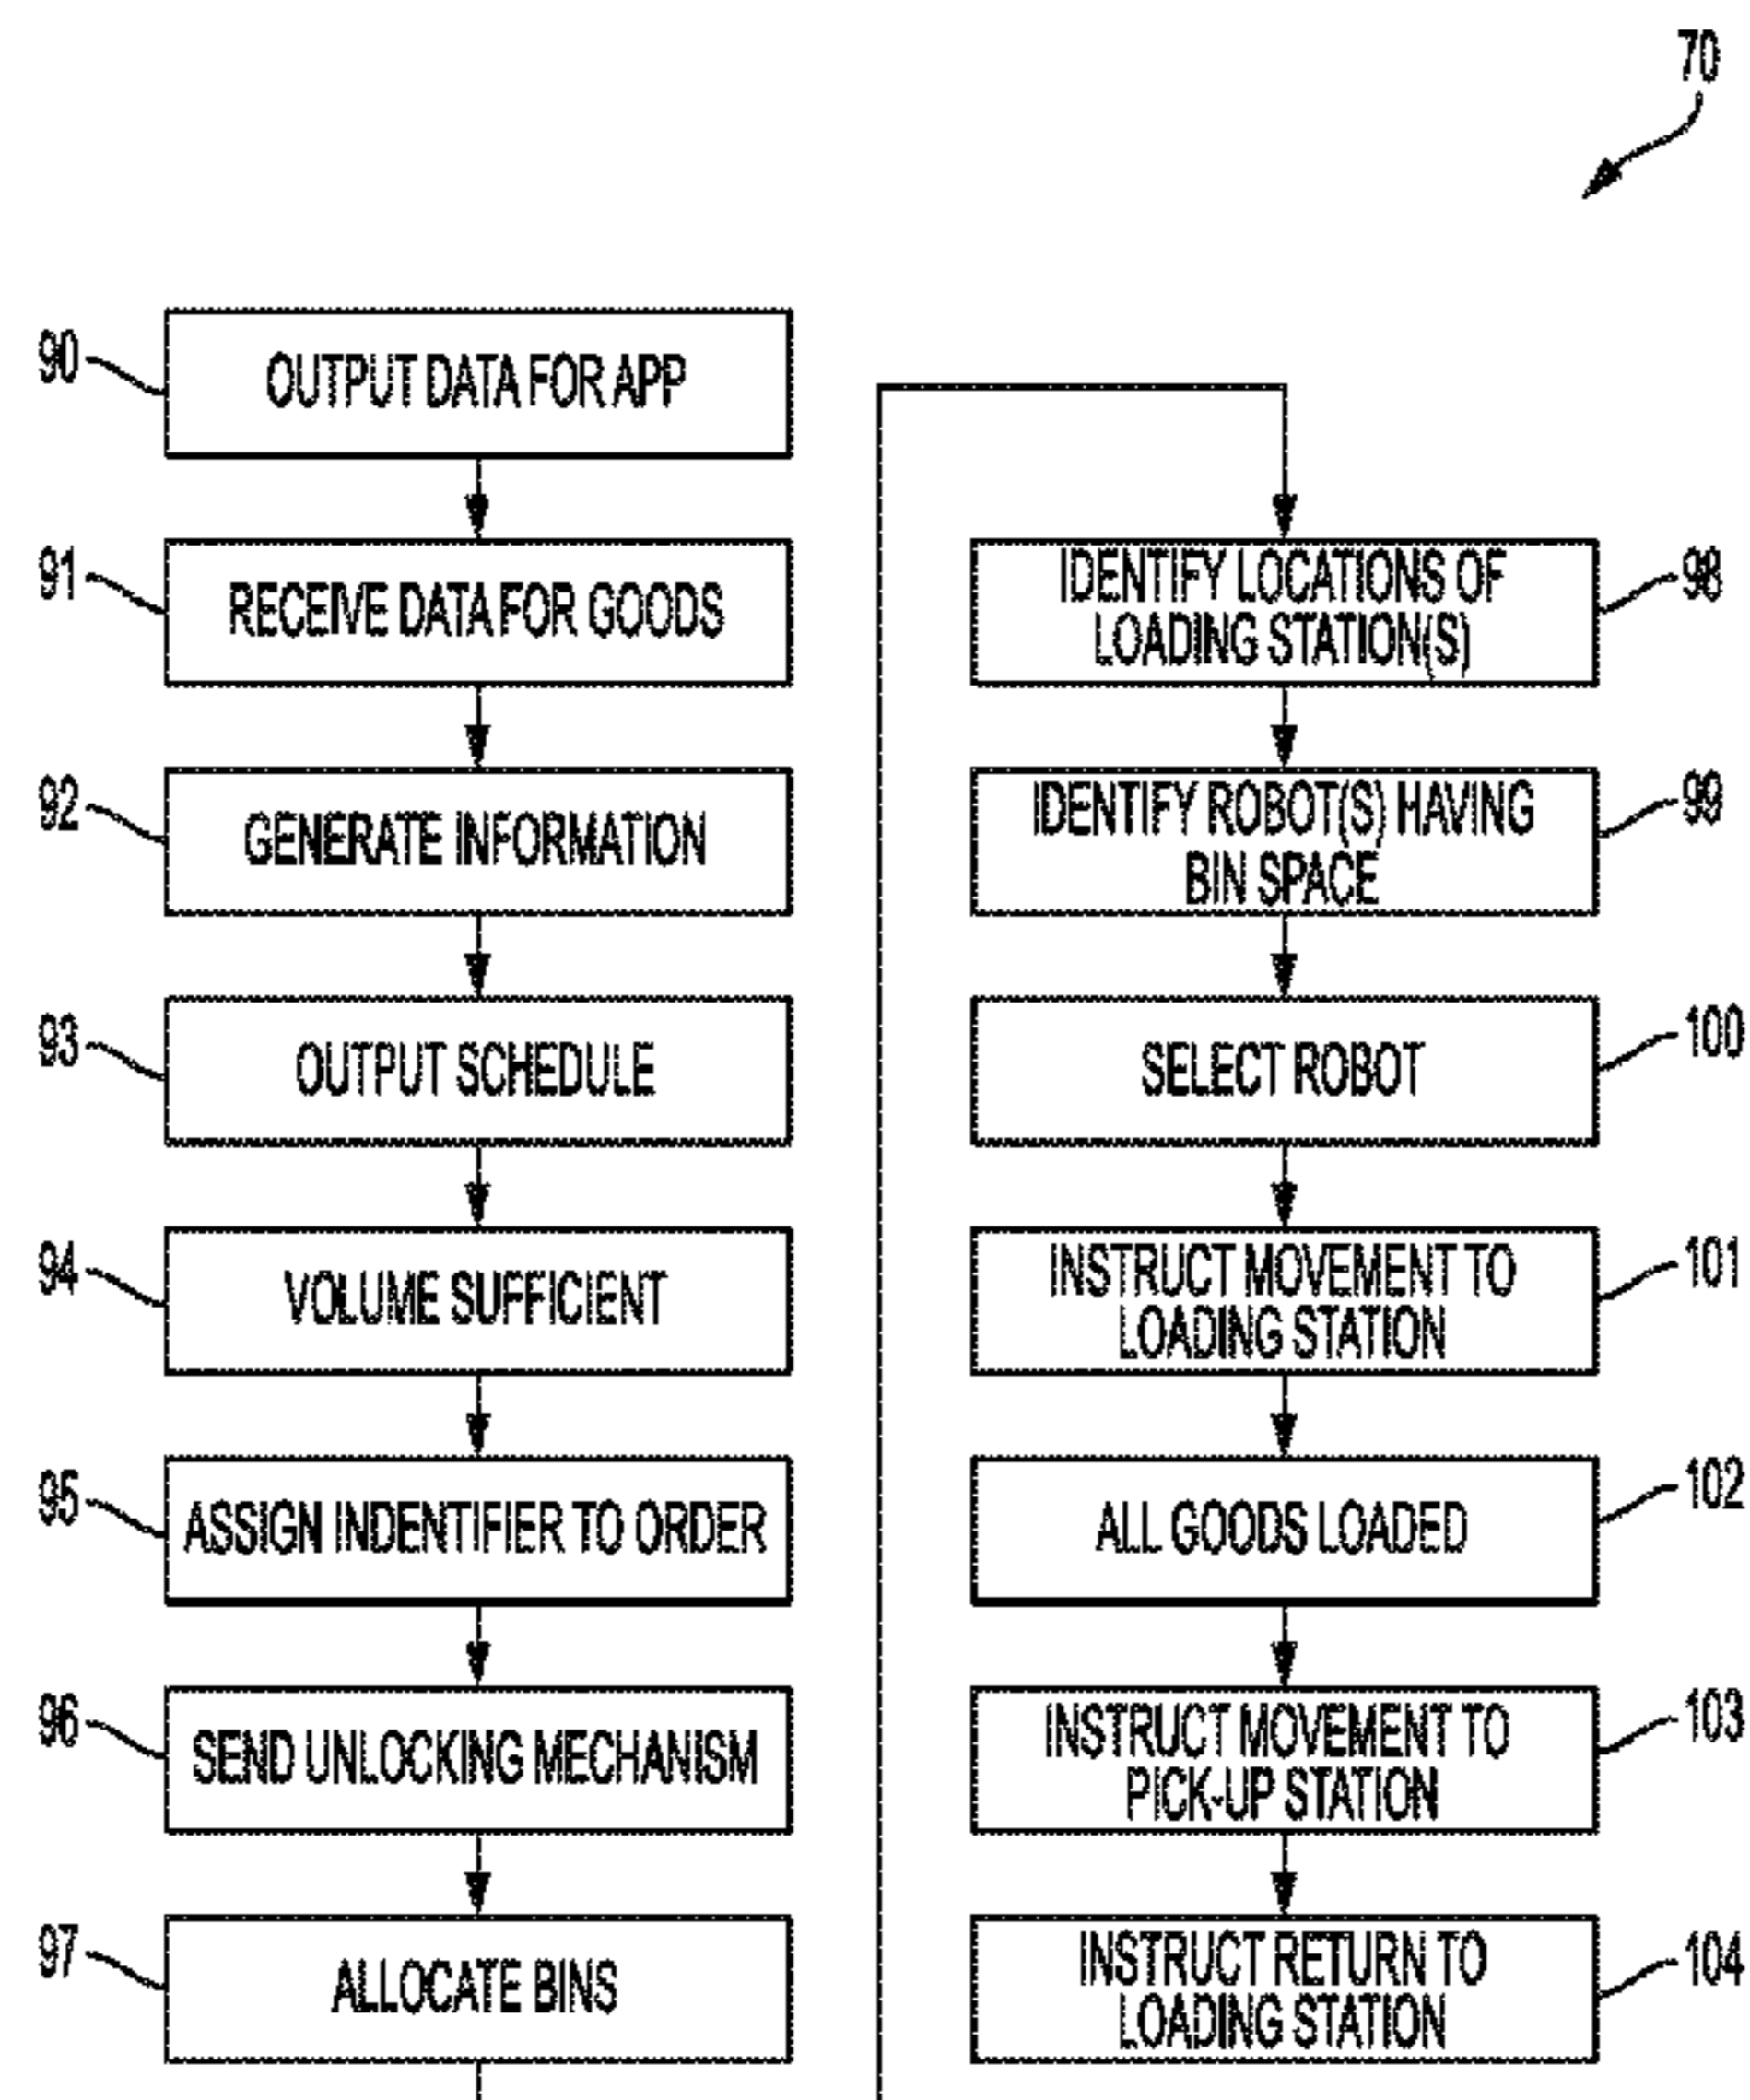 70
90
OUTPUT DATA FOR APP
91
RECEIVE DATA FOR GOODS
92
GENERATE INFORMATION
93
OUTPUT SCHEDULE
94
VOLUME SUFFICIENT
95
ASSIGN INDENTIFIER TO ORDER
96
SEND UNLOCKING MECHANISM
97
ALLOCATE BINS
IDENTIFY LOCATIONS OF
LOADING STATION(S)
98
IDENTIFY ROBOT(S) HAVING
BIN SPACE
99
SELECT ROBOT
100
INSTRUCT MOVEMENT TO
LOADING STATION
101
ALL GOODS LOADED
102
INSTRUCT MOVEMENT TO
PICK-UP STATION
103
INSTRUCT RETURN TO
LOADING STATION
104